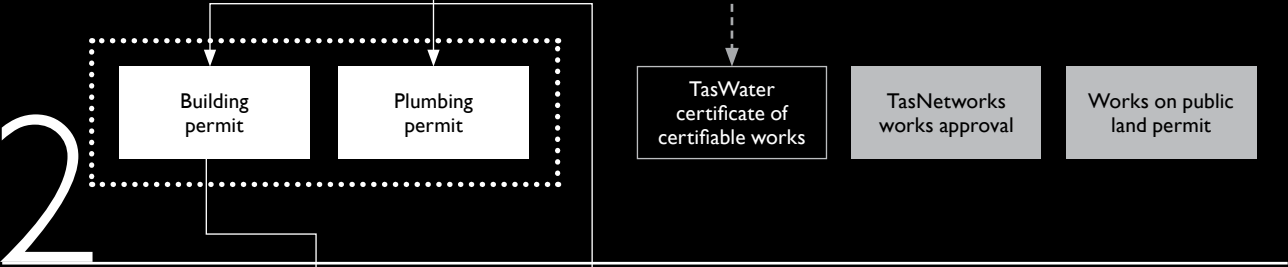 Building
permit
Plumbing
permit
TasWater
certificate of
certifiable works
TasNetworks
works approval
Works on public
land permit
2